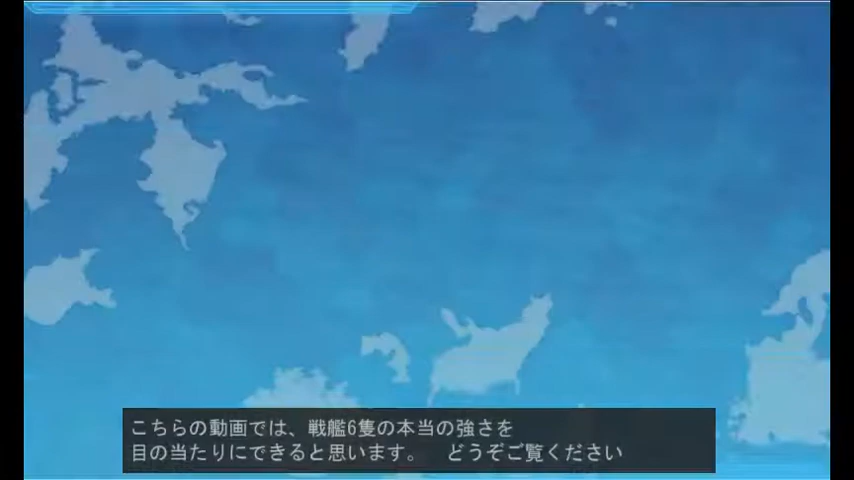 こちらの動画では、戦艦6隻の本当の強さを
目の当たりにできると思います。　どうぞご覧ください